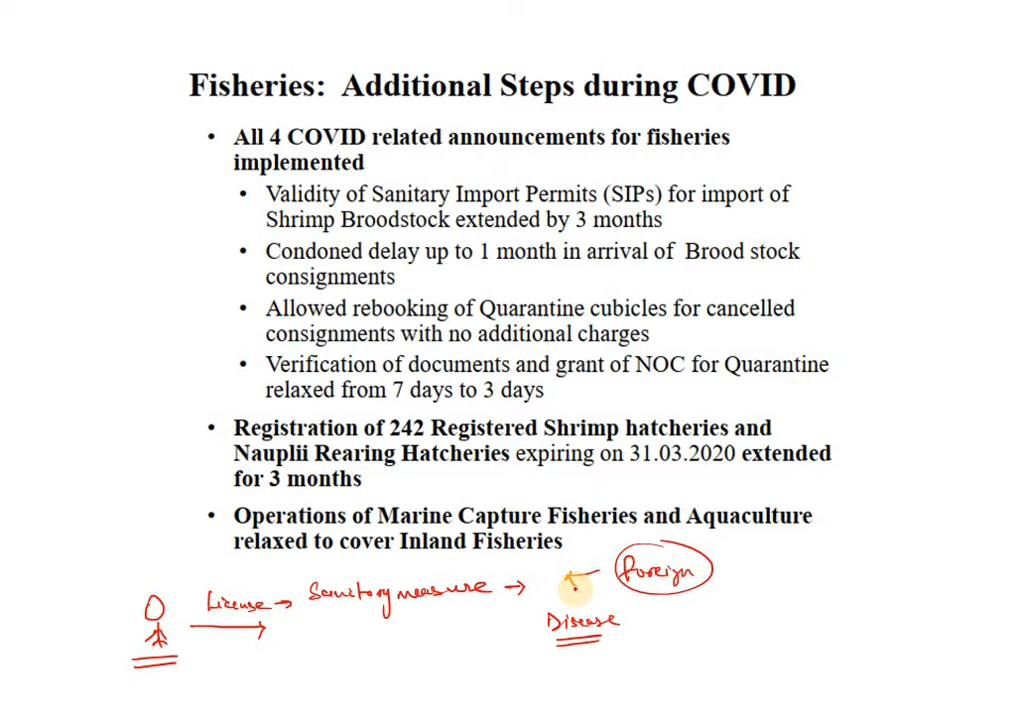 Fisheries: Additional Steps during COVID
• All 4 COVID related announcements for fisheries
implemented
• Validity of Sanitary Import Permits (SIPs) for import of
Shrimp Broodstock extended by 3 months
• Condoned delay up to 1 month in arrival of Brood stock
consignments
• Allowed rebooking of Quarantine cubicles for cancelled
consignments with no additional charges
• Verification of documents and grant of NOC for Quarantine
relaxed from 7 days to 3 days
• Registration of 242 Registered Shrimp hatcheries and
Nauplii Rearing Hatcheries expiring on 31.03.2020 extended
for 3 months
• Operations of Marine Capture Fisheries and Aquaculture
relaxed to cover Inland Fisheries
License → Sanitary measure → Foreign
Disease